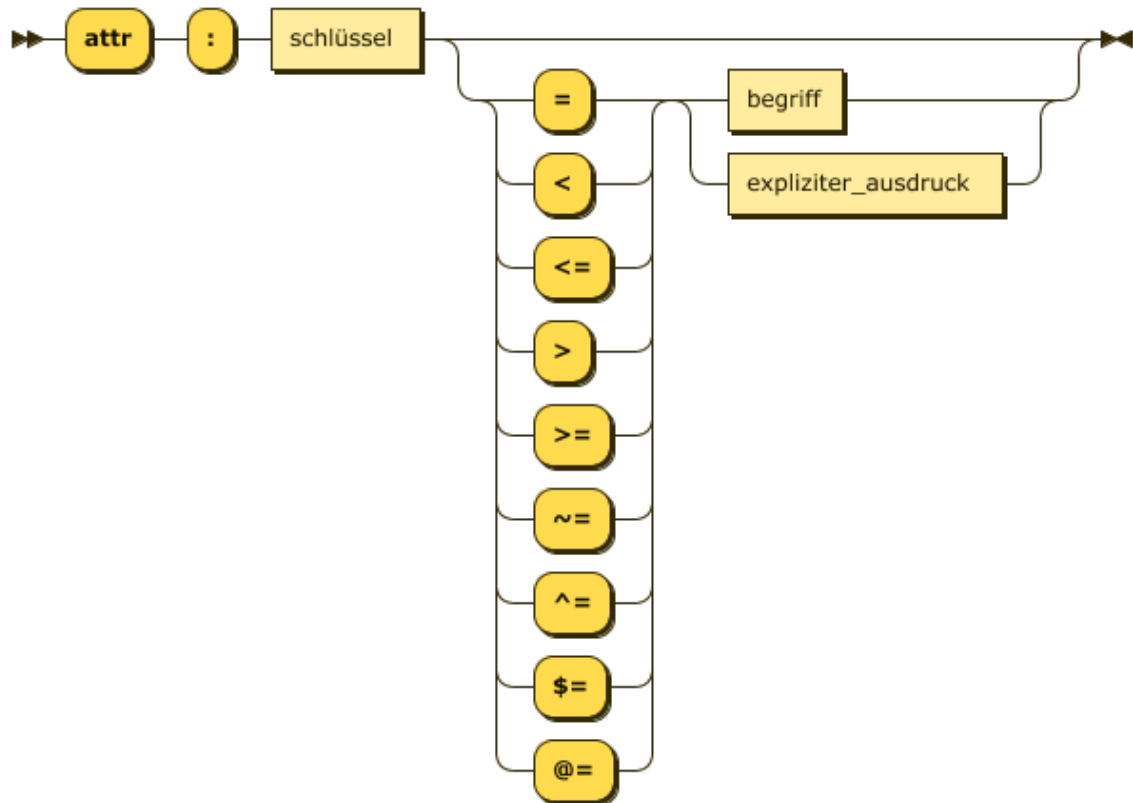 attr : schlüssel
= begriff
< expliziter_ausdruck
<=
>
>=
~=
^=
$=
@=